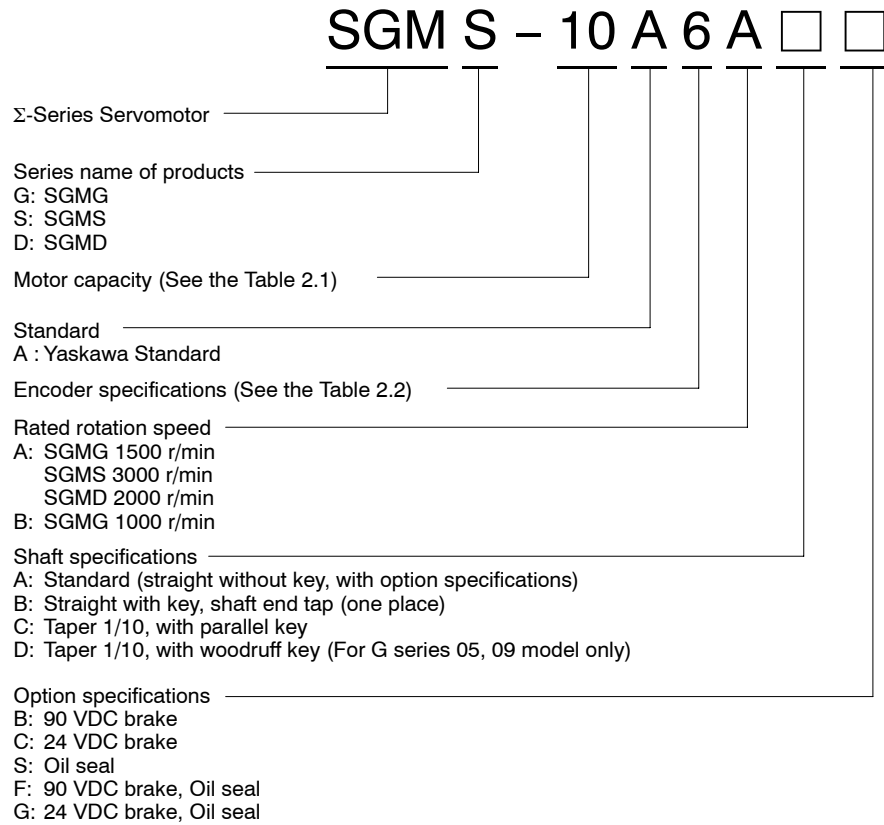 SGM S – 10 A 6 A □ □
Σ-Series Servomotor
Series name of products
G: SGMG
S: SGMS
D: SGMD
Motor capacity (See the Table 2.1)
Standard
A : Yaskawa Standard
Encoder specifications (See the Table 2.2)
Rated rotation speed
A: SGMG 1500 r/min
SGMS 3000 r/min
SGMD 2000 r/min
B: SGMG 1000 r/min
Shaft specifications
A: Standard (straight without key, with option specifications)
B: Straight with key, shaft end tap (one place)
C: Taper 1/10, with parallel key
D: Taper 1/10, with woodruff key (For G series 05, 09 model only)
Option specifications
B: 90 VDC brake
C: 24 VDC brake
S: Oil seal
F: 90 VDC brake, Oil seal
G: 24 VDC brake, Oil seal